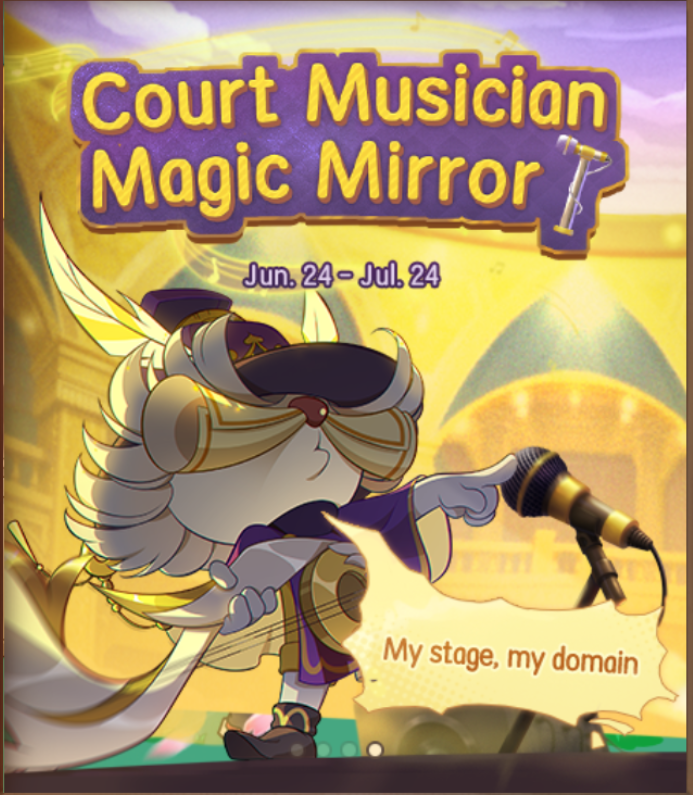 Court Musician
Magic Mirror
Jun. 24 - Jul. 24
My stage, my domain